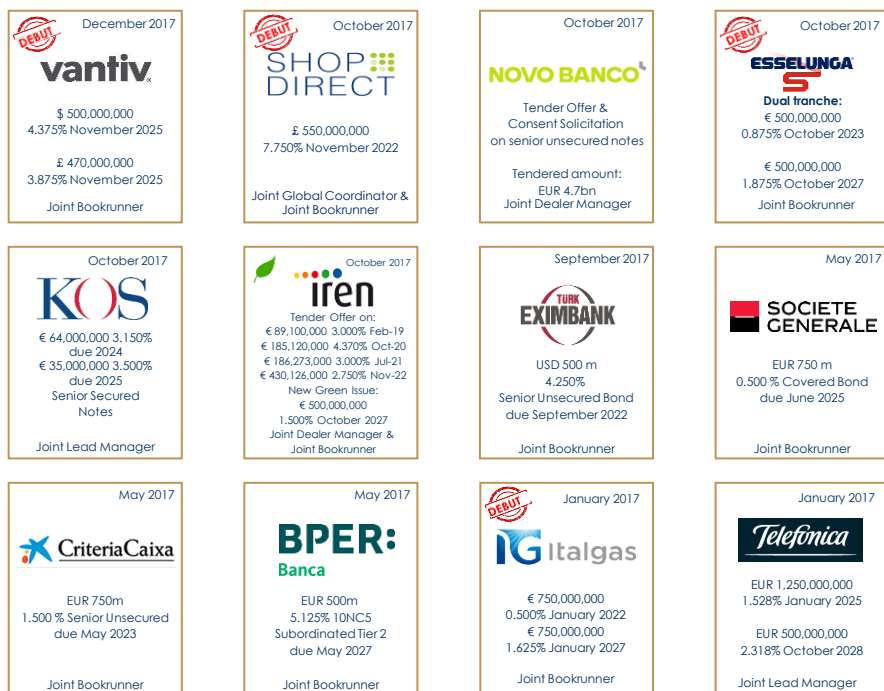 DEBUT
December 2017
vantiv
$ 500,000,000
4.375% November 2025
£ 470,000,000
3.875% November 2025
Joint Bookrunner
DEBUT
October 2017
SHOP
DIRECT
£ 550,000,000
7.750% November 2022
Joint Global Coordinator &
Joint Bookrunner
October 2017
NOVO BANCO
Tender Offer &
Consent Solicitation
on senior unsecured notes
Tendered amount:
EUR 4.7bn
Joint Dealer Manager
DEBUT
October 2017
ESSELUNGA
S
Dual tranche:
€ 500,000,000
0.875% October 2023
€ 500,000,000
1.875% October 2027
Joint Bookrunner
October 2017
KOS
€ 64,000,000 3.150%
due 2024
€ 35,000,000 3.500%
due 2025
Senior Secured
Notes
Joint Lead Manager
October 2017
iren
Tender Offer on:
€ 89,100,000 3.000% Feb-19
€ 185,120,000 4.370% Oct-20
€ 186,273,000 3.000% Jul-21
€ 430,126,000 2.750% Nov-22
New Green Issue:
€ 500,000,000
1.500% October 2027
Joint Dealer Manager &
Joint Bookrunner
September 2017
TÜRK
EXIMBANK
USD 500 m
4.250%
Senior Unsecured Bond
due September 2022
Joint Bookrunner
May 2017
SOCIETE
GENERALE
EUR 750 m
0.500 % Covered Bond
due June 2025
Joint Bookrunner
May 2017
CriteriaCaixa
EUR 750m
1.500 % Senior Unsecured
due May 2023
Joint Bookrunner
May 2017
BPER:
Banca
EUR 500m
5.125% 10NC5
Subordinated Tier 2
due May 2027
Joint Bookrunner
DEBUT
January 2017
IG Italgas
€ 750,000,000
0.500% January 2022
€ 750,000,000
1.625% January 2027
Joint Bookrunner
January 2017
Telefónica
EUR 1,250,000,000
1.528% January 2025
EUR 500,000,000
2.318% October 2028
Joint Lead Manager